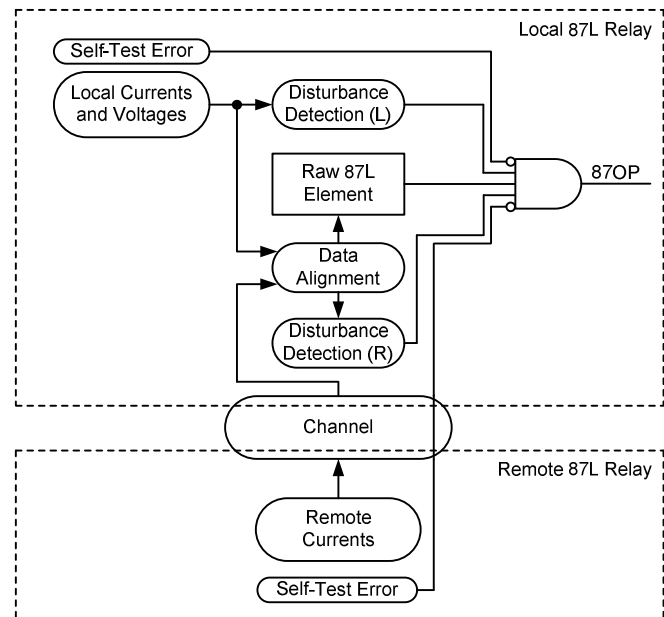 Local 87L Relay
Self-Test Error
Local Currents
and Voltages
Disturbance
Detection (L)
Raw 87L
Element
87OP
Data
Alignment
Disturbance
Detection (R)
Channel
Remote 87L Relay
Remote
Currents
Self-Test Error